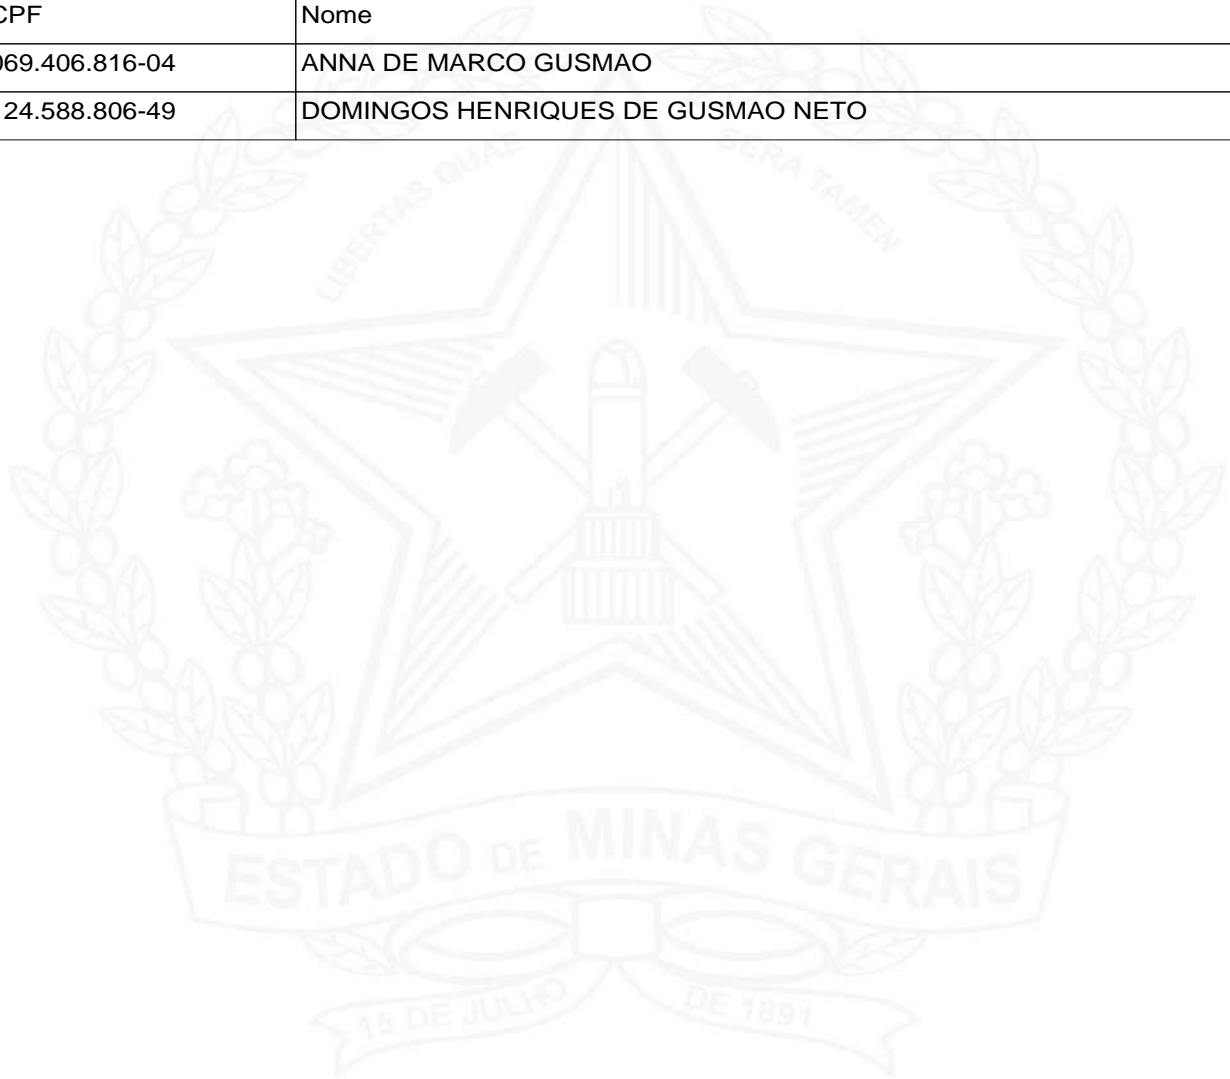 CPF Nome
069.406.816-04 ANNA DE MARCO GUSMAO
24.588.806-49 DOMINGOS HENRIQUES DE GUSMAO NETO
LIBERTAS QUAE SERA TAMEN
ESTADO DE MINAS GERAIS
15 DE JULHO DE 1891